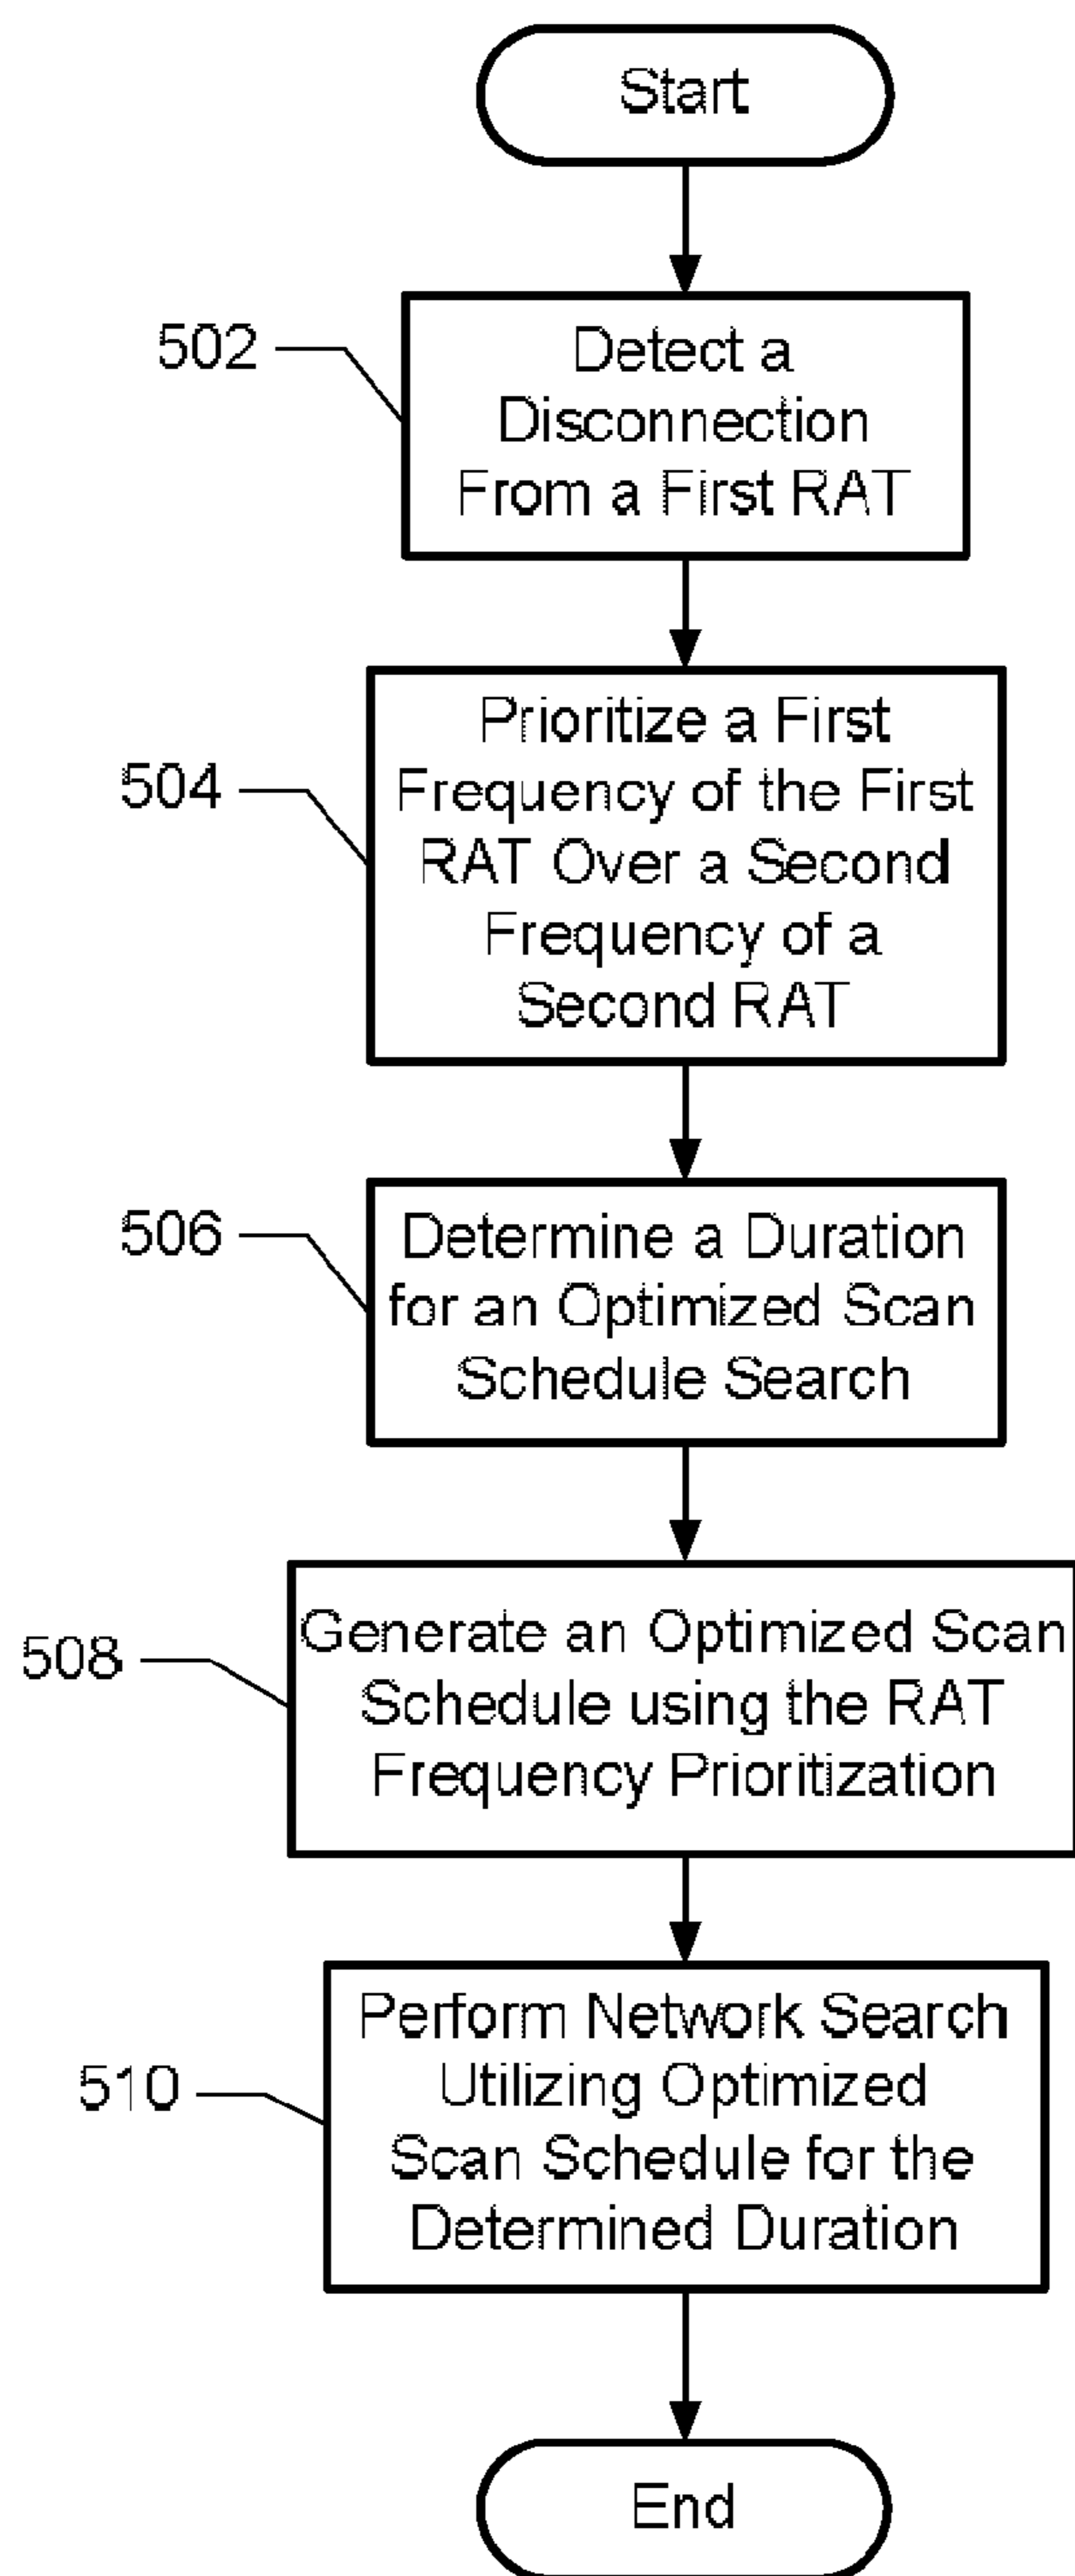 Start
502
Detect a
Disconnection
From a First RAT
504
Prioritize a First
Frequency of the First
RAT Over a Second
Frequency of a
Second RAT
506
Determine a Duration
for an Optimized Scan
Schedule Search
508
Generate an Optimized Scan
Schedule using the RAT
Frequency Prioritization
510
Perform Network Search
Utilizing Optimized
Scan Schedule for the
Determined Duration
End